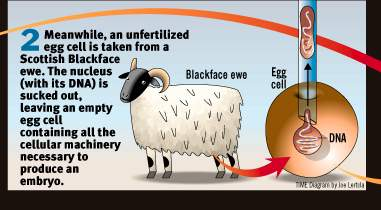 2 Meanwhile, an unfertilized
egg cell is taken from a
Scottish Blackface
ewe. The nucleus
(with its DNA) is
sucked out,
leaving an empty
egg cell
containing all the
cellular machinery
necessary to
produce an
embryo.
Blackface ewe
Egg
cell
DNA
TIME Diagram by Joe Lertola